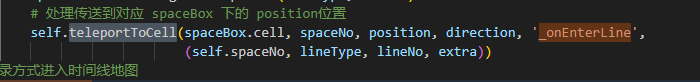 # 处理传送到对应 spaceBox 下的 position位置
self.teleportToCell(spaceBox.cell, spaceNo, position, direction, '_onEnterLine',
(self.spaceNo, lineType, lineNo, extra))
录方式进入时间线地图